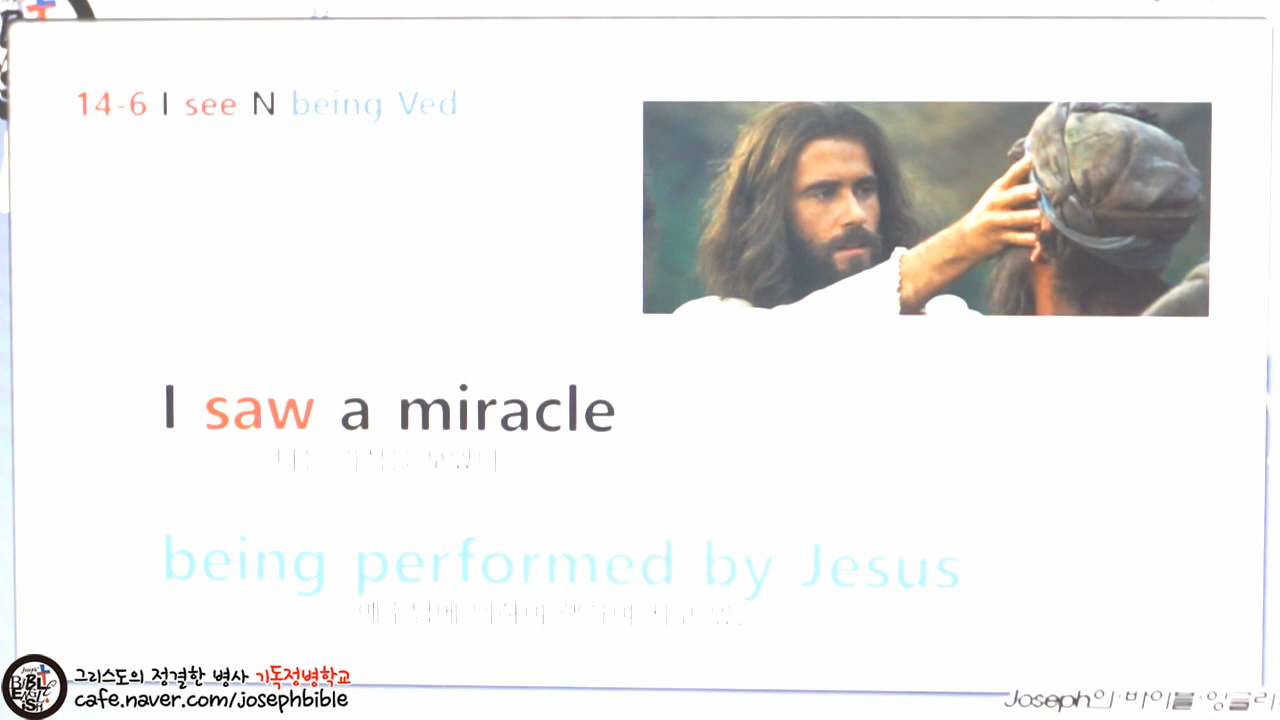 14-6 I see N being Ved
I saw a miracle
being performed by Jesus
그리스도의 정결한 병사 기독정병학교
cafe.naver.com/josephbible
Joseph의 바이블 잉글리